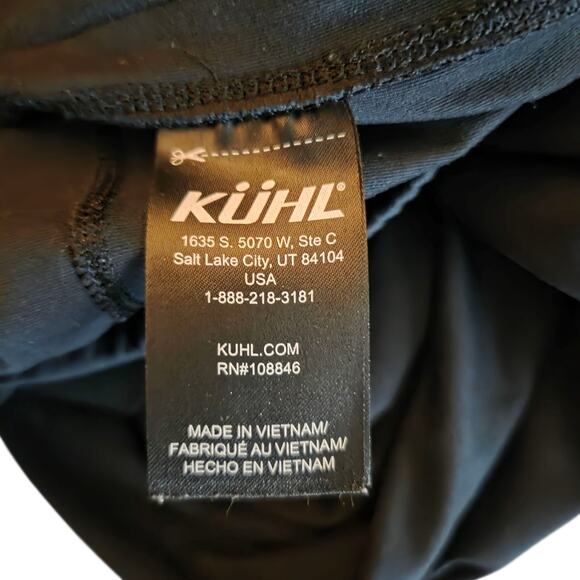 KÜHL®
1635 S. 5070 W, Ste C
Salt Lake City, UT 84104
USA
1-888-218-3181
KUHL.COM
RN#108846
MADE IN VIETNAM/
FABRIQUÉ AU VIETNAM/
HECHO EN VIETNAM